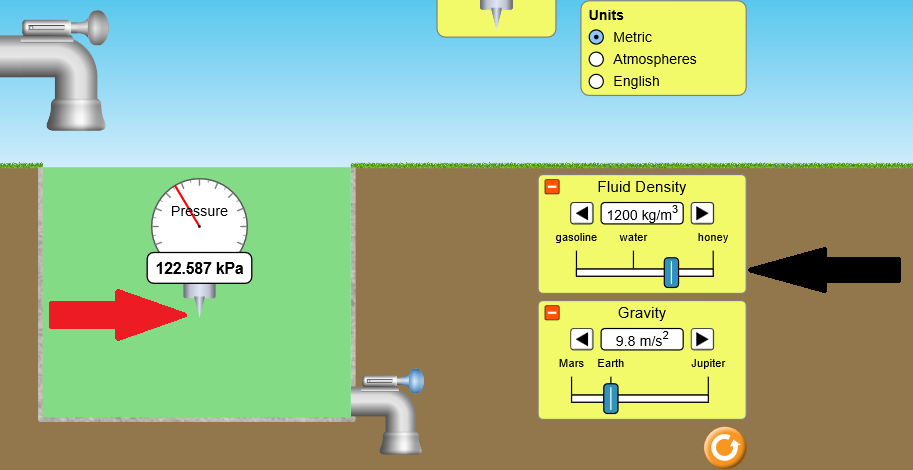 Units
Metric
Atmospheres
English
Pressure
122.587 kPa
Fluid Density
1200 kg/m³
gasoline water honey
Gravity
9.8 m/s²
Mars Earth Jupiter